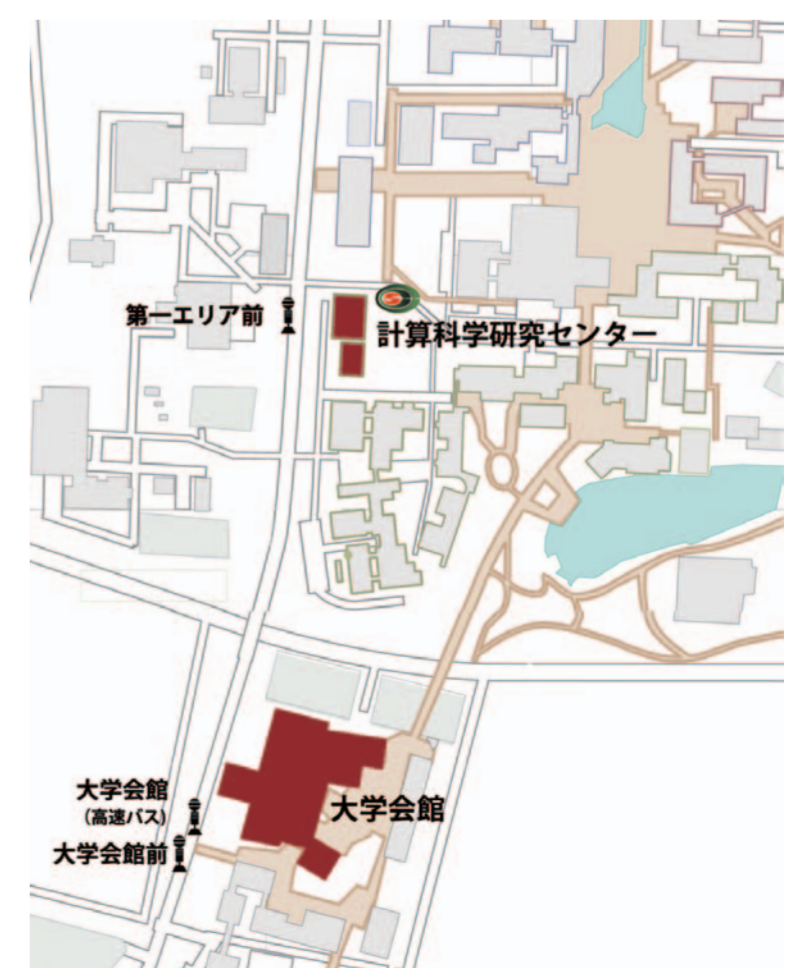 第一エリア前
計算科学研究センター
大学会館
(高速バス)
大学会館
大学会館前